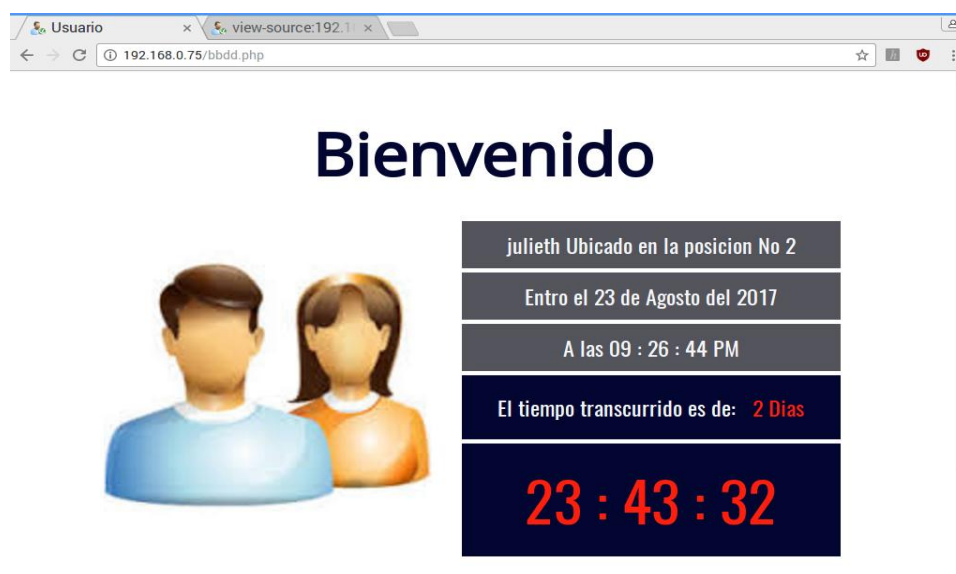 Usuario
view-source:192.1
192.168.0.75/bbdd.php
Bienvenido
julieth Ubicado en la posicion No 2
Entro el 23 de Agosto del 2017
A las 09 : 26 : 44 PM
El tiempo transcurrido es de: 2 Dias
23 : 43 : 32